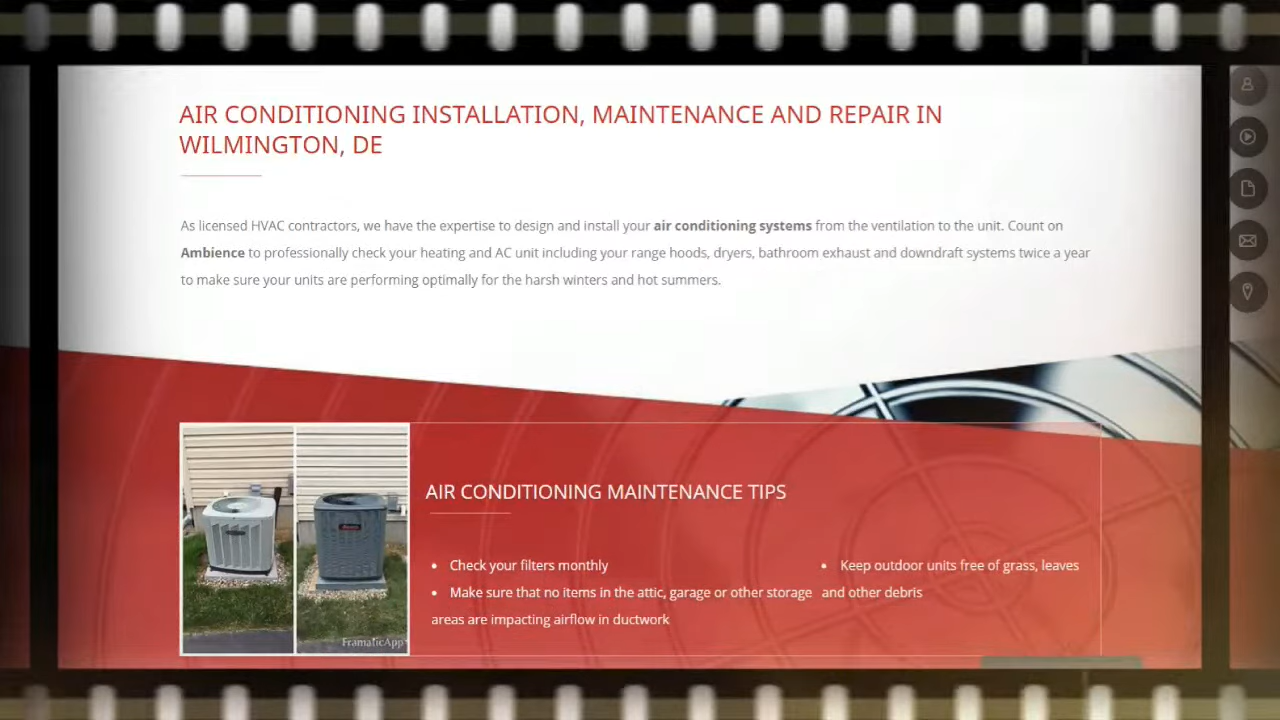 AIR CONDITIONING INSTALLATION, MAINTENANCE AND REPAIR IN
WILMINGTON, DE
As licensed HVAC contractors, we have the expertise to design and install your air conditioning systems from the ventilation to the unit. Count on
Ambience to professionally check your heating and AC unit including your range hoods, dryers, bathroom exhaust and downdraft systems twice a year
to make sure your units are performing optimally for the harsh winters and hot summers.
AIR CONDITIONING MAINTENANCE TIPS
• Check your filters monthly
• Make sure that no items in the attic, garage or other storage
areas are impacting airflow in ductwork
• Keep outdoor units free of grass, leaves
and other debris
FramaticApp